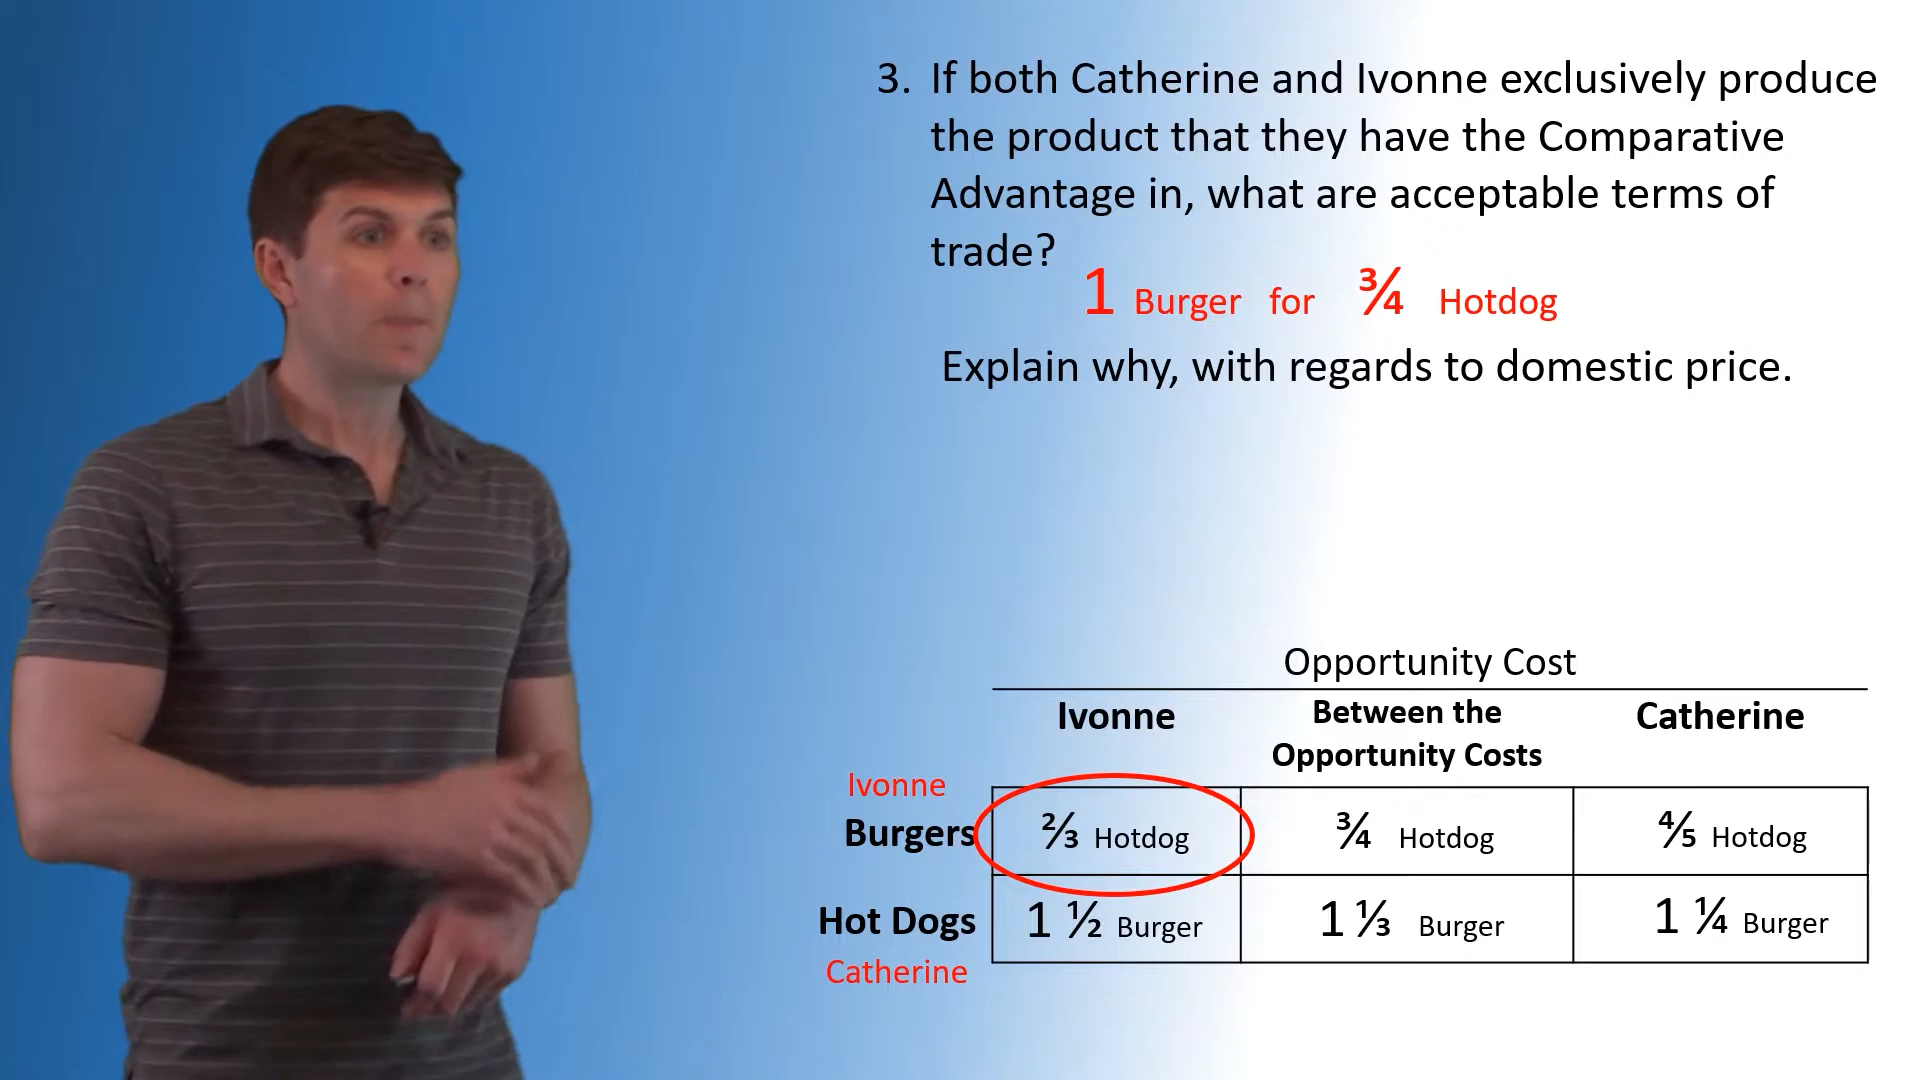 3. If both Catherine and Ivonne exclusively produce
the product that they have the Comparative
Advantage in, what are acceptable terms of
trade?
1 Burger for ¾ Hotdog
Explain why, with regards to domestic price.
Opportunity Cost
Ivonne Between the Opportunity Costs Catherine
Ivonne
Burgers ⅔ Hotdog ¾ Hotdog ⅘ Hotdog
Hot Dogs 1 ½ Burger 1 ⅓ Burger 1 ¼ Burger
Catherine